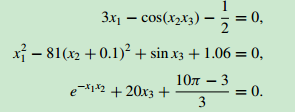 3x₁ − cos(x₂x₃) − 1/2 = 0,
x₁² − 81(x₂ + 0.1)² + sin x₃ + 1.06 = 0,
e^(−x₁x₂) + 20x₃ + (10π − 3)/3 = 0.